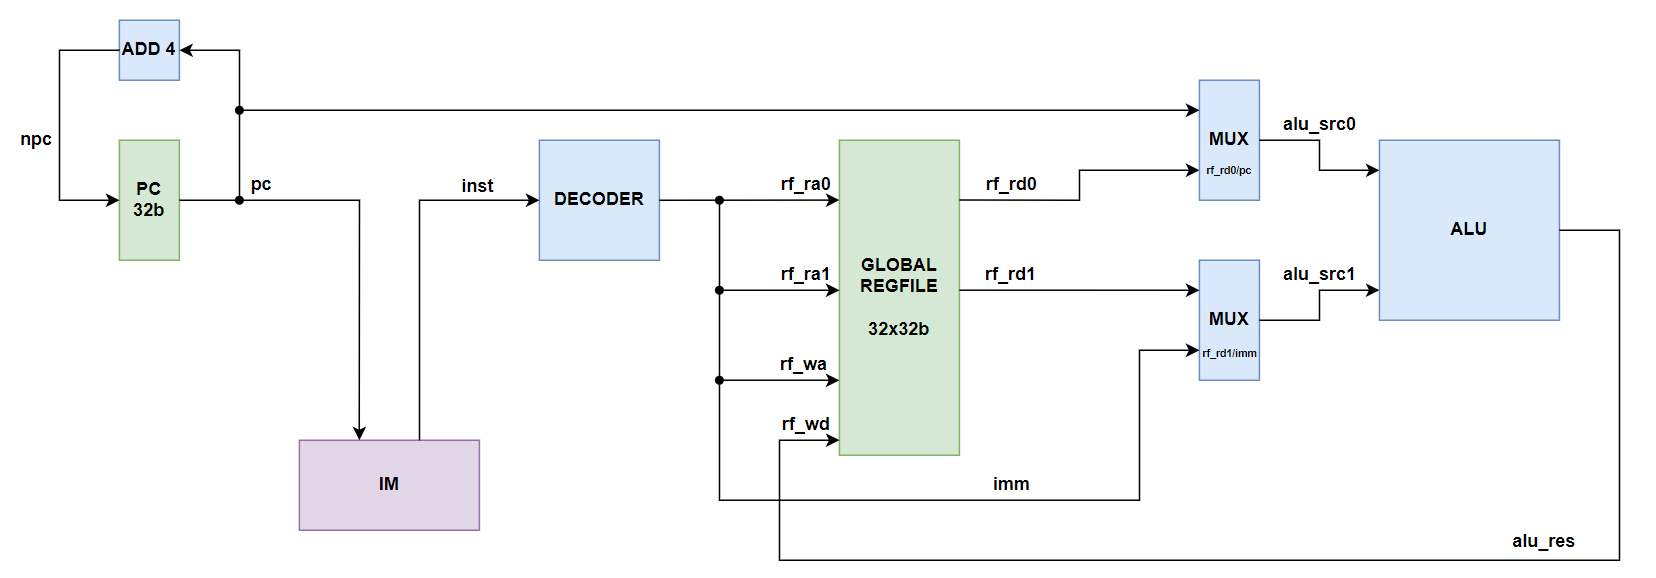 ADD 4
npc
PC
32b
pc
inst
DECODER
IM
rf_ra0
rf_ra1
rf_wa
rf_wd
GLOBAL
REGFILE
32x32b
rf_rd0
rf_rd1
imm
MUX
rf_rd0/pc
MUX
rf_rd1/imm
alu_src0
alu_src1
ALU
alu_res